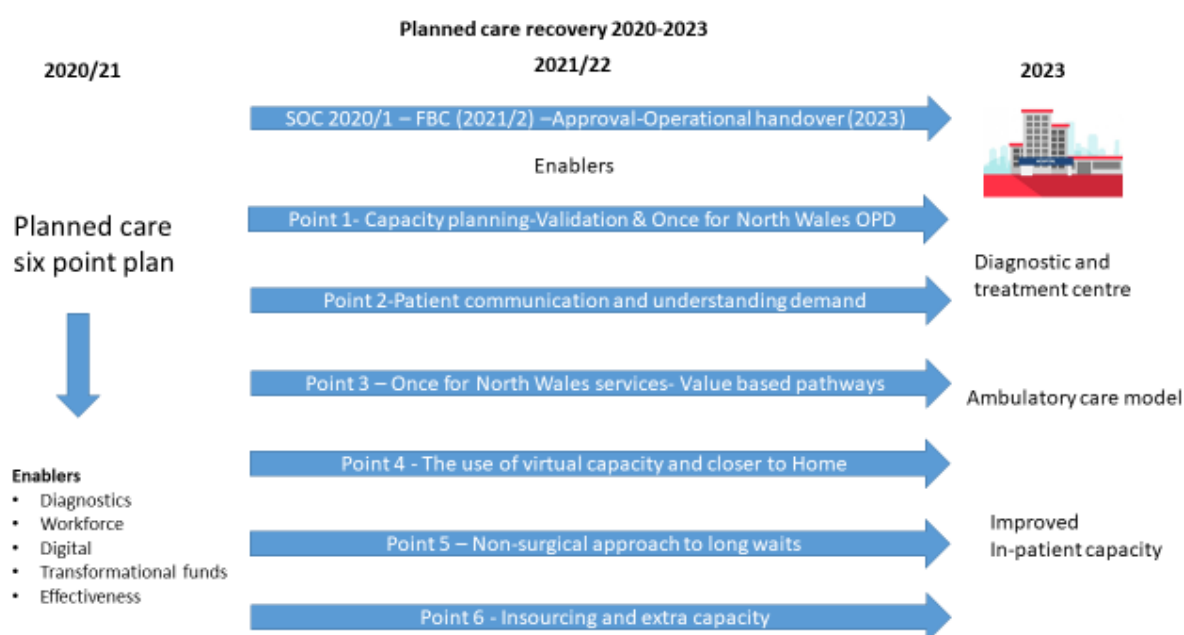 Planned care recovery 2020-2023
2020/21
2021/22
2023
SOC 2020/1 – FBC (2021/2) –Approval-Operational handover (2023)
Enablers
Point 1- Capacity planning-Validation & Once for North Wales OPD
Planned care
six point plan
Diagnostic and
treatment centre
Point 2-Patient communication and understanding demand
Point 3 – Once for North Wales services- Value based pathways
Ambulatory care model
Point 4 - The use of virtual capacity and closer to Home
Enablers
• Diagnostics
• Workforce
• Digital
• Transformational funds
• Effectiveness
Point 5 – Non-surgical approach to long waits
Improved
In-patient capacity
Point 6 - Insourcing and extra capacity